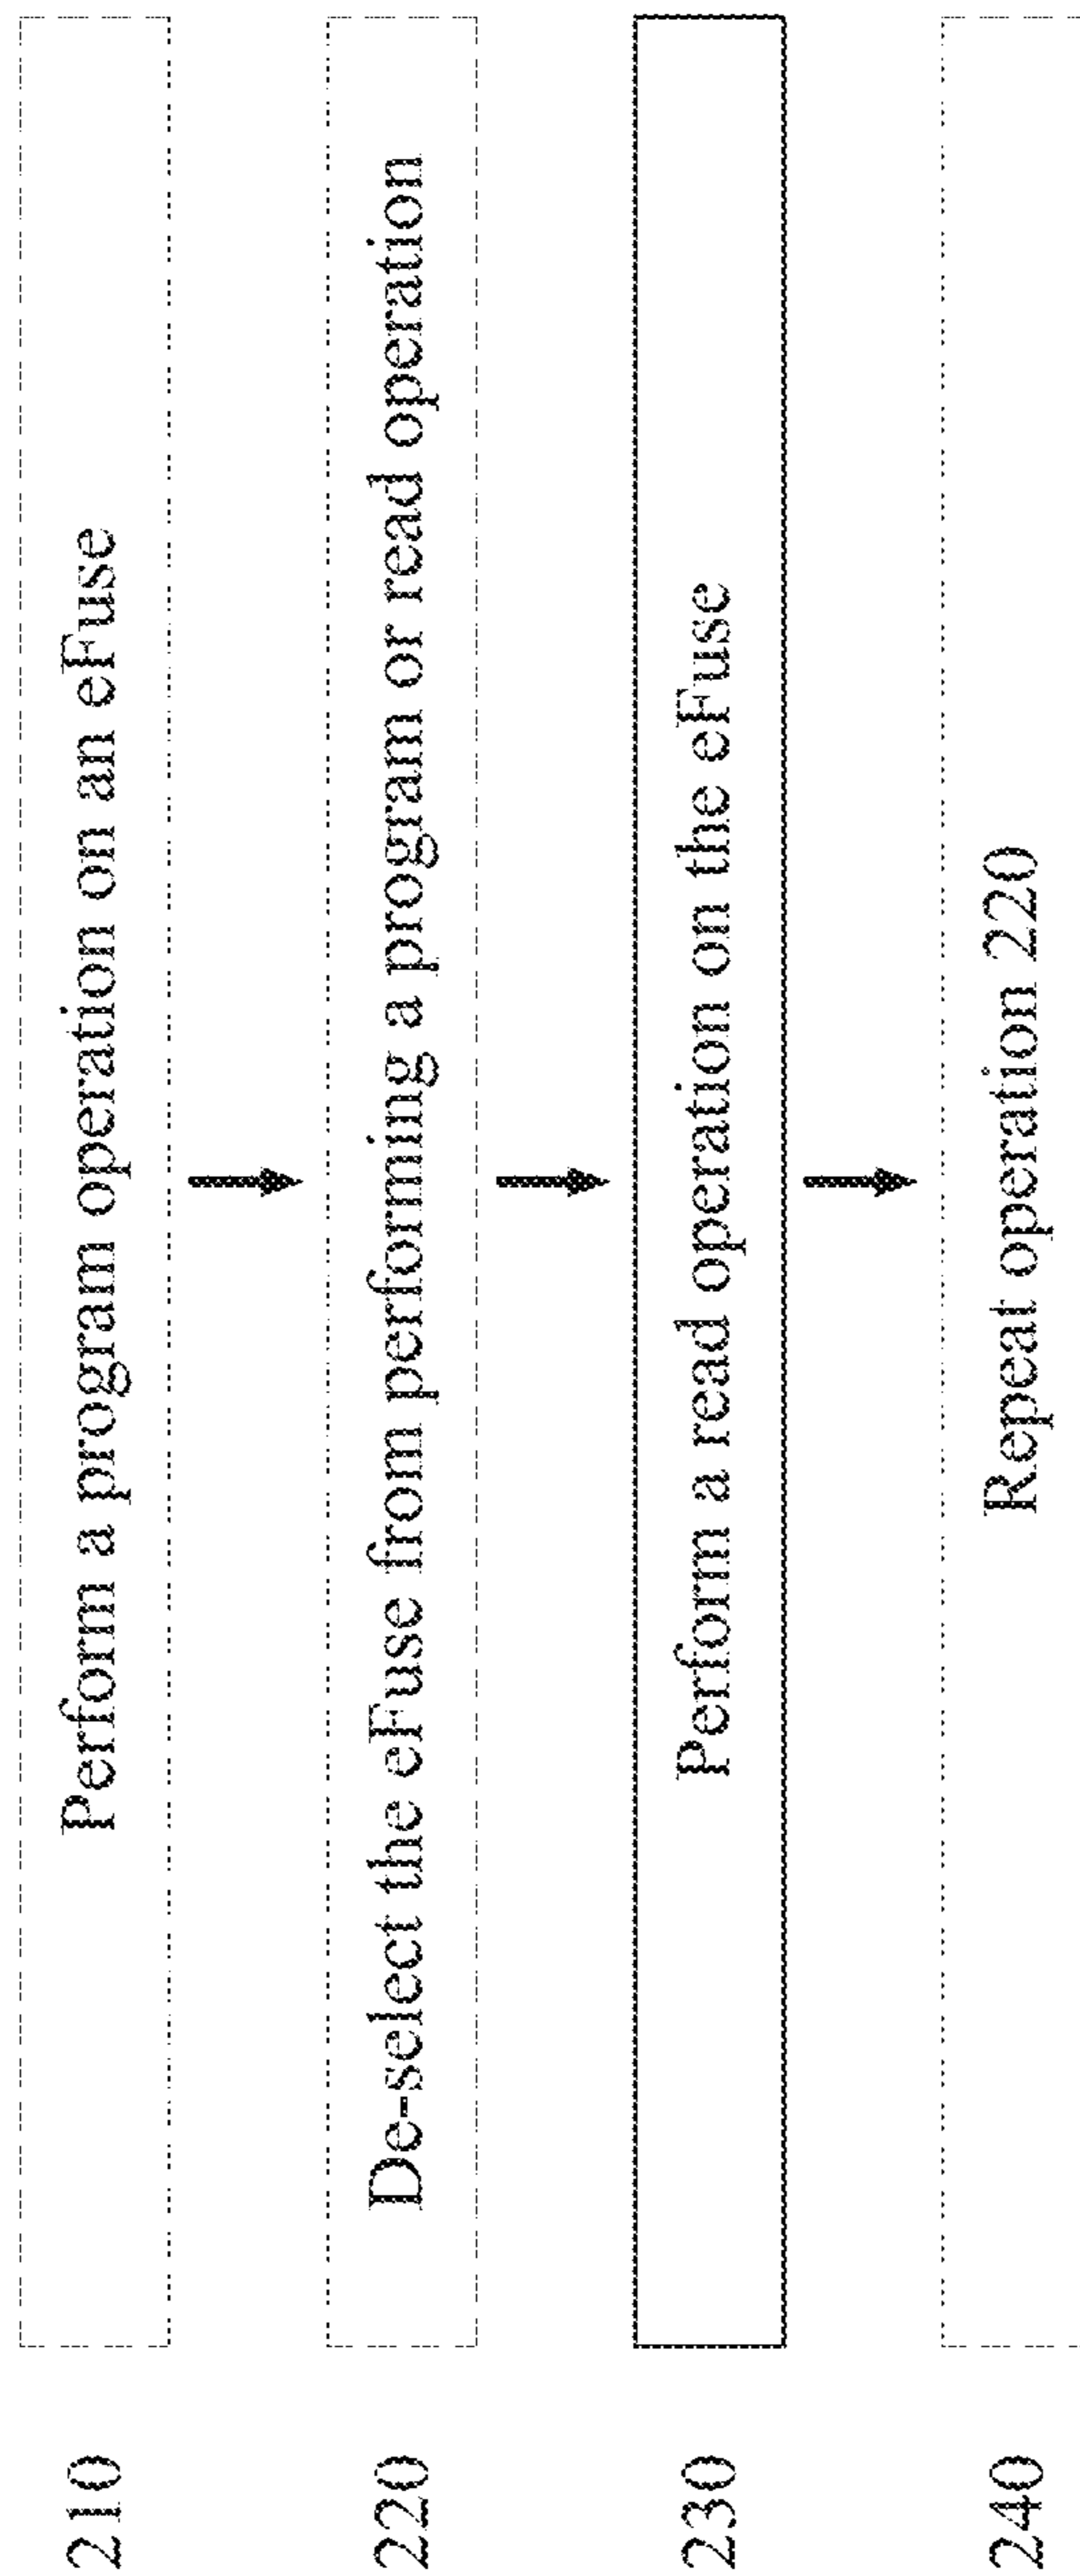 210 Perform a program operation on an eFuse
220 De-select the eFuse from performing a program or read operation
230 Perform a read operation on the eFuse
240 Repeat operation 220